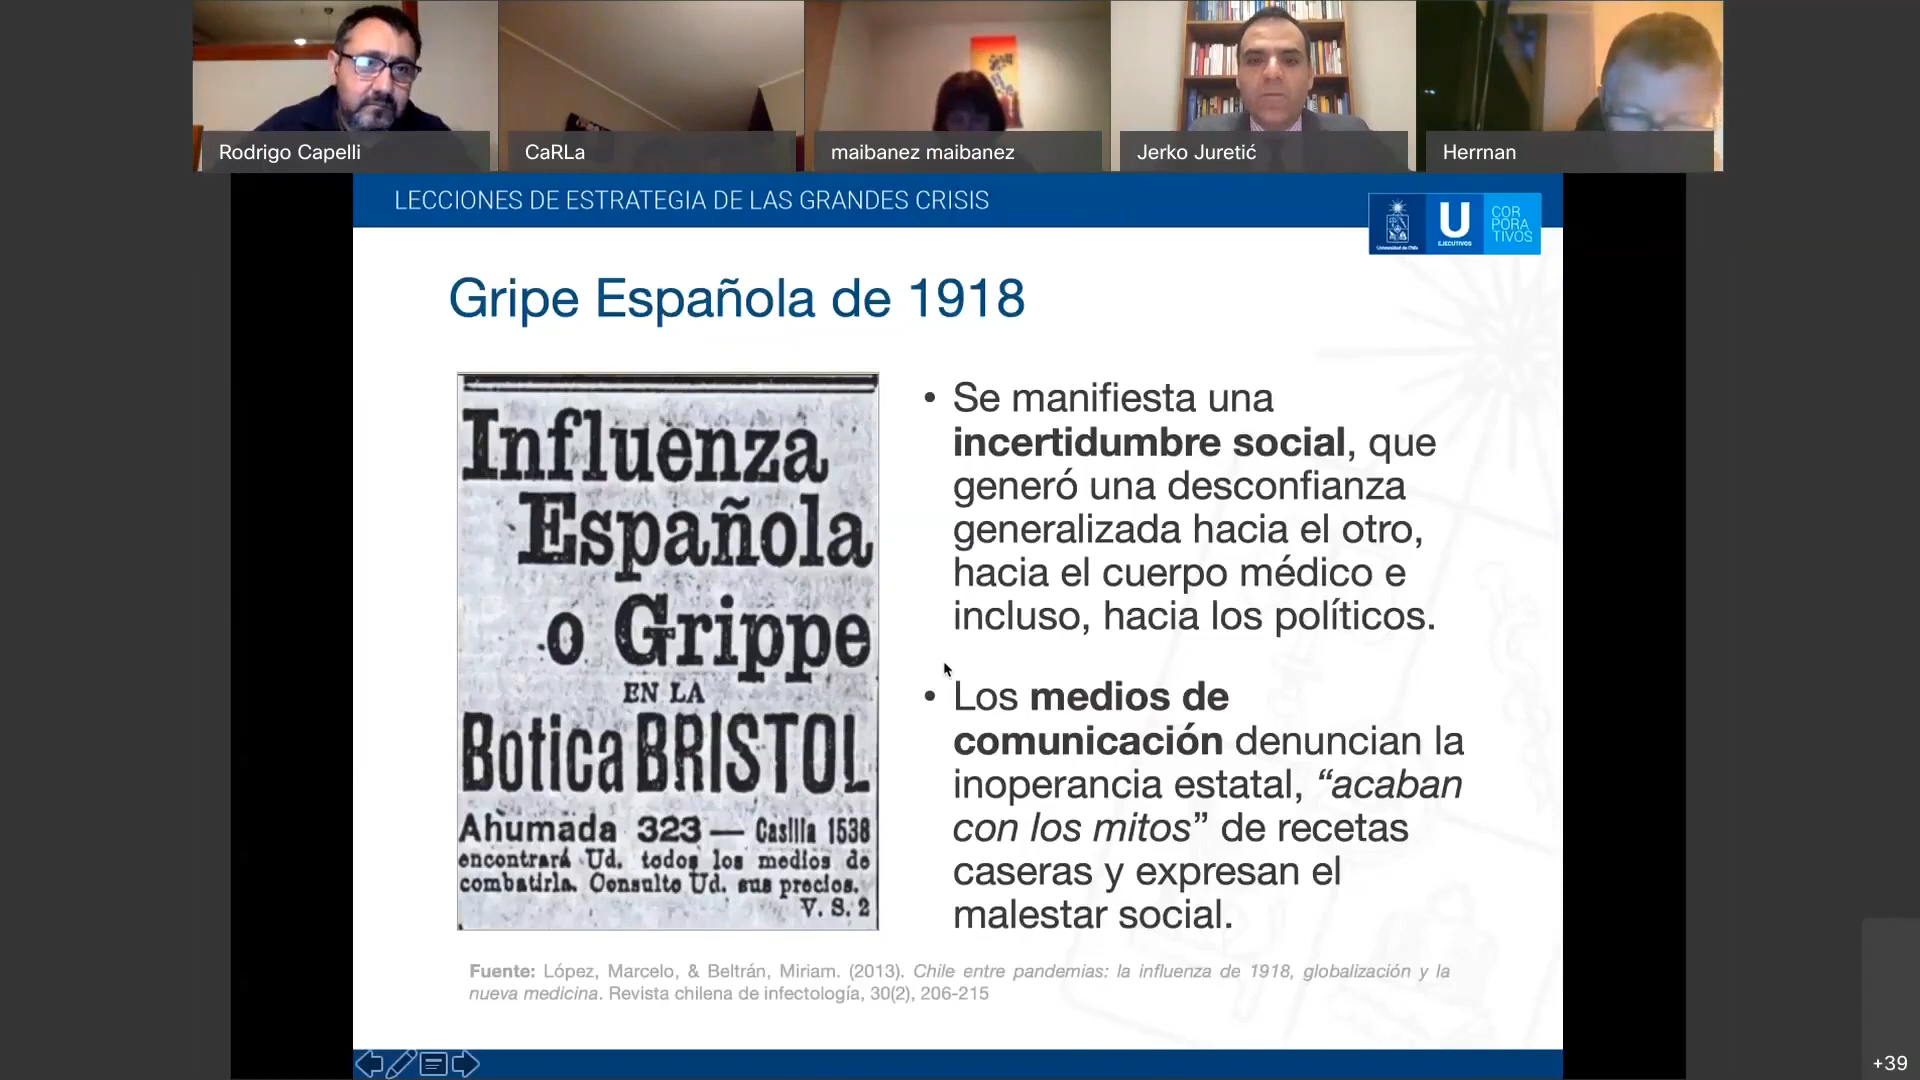 Rodrigo Capelli
CaRLa
maibanez maibanez
Jerko Juretić
Herrnan
LECCIONES DE ESTRATEGIA DE LAS GRANDES CRISIS
Universidad de Chile
U
EJECUTIVOS
COR
PORA
TIVOS
Gripe Española de 1918
Influenza
Española
o Grippe
EN LA
Botica BRISTOL
Ahumada 323 — Casilla 1538
encontrará Ud. todos los medios de
combatirla. Consulte Ud. sus precios.
V. S. 2
• Se manifiesta una
incertidumbre social, que
generó una desconfianza
generalizada hacia el otro,
hacia el cuerpo médico e
incluso, hacia los políticos.
• Los medios de
comunicación denuncian la
inoperancia estatal, “acaban
con los mitos” de recetas
caseras y expresan el
malestar social.
Fuente: López, Marcelo, & Beltrán, Miriam. (2013). Chile entre pandemias: la influenza de 1918, globalización y la
nueva medicina. Revista chilena de infectología, 30(2), 206-215
+39